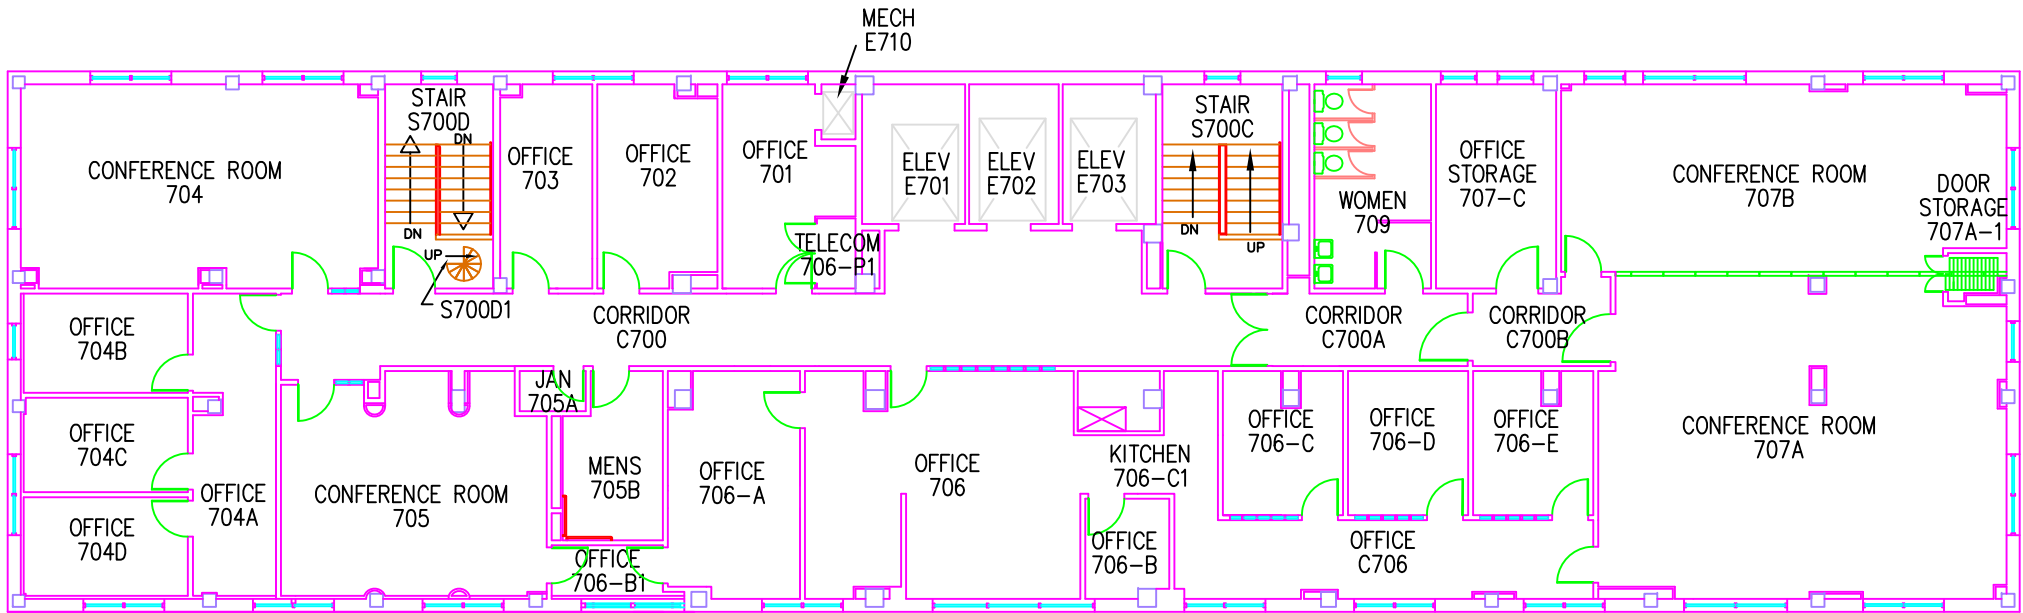 MECH
E710
STAIR
S700D
DN
DN
UP
S700D1
CONFERENCE ROOM
704
OFFICE
703
OFFICE
702
OFFICE
701
TELECOM
706-P1
ELEV
E701
ELEV
E702
ELEV
E703
STAIR
S700C
DN
UP
WOMEN
709
OFFICE
STORAGE
707-C
CONFERENCE ROOM
707B
DOOR
STORAGE
707A-1
OFFICE
704B
CORRIDOR
C700
CORRIDOR
C700A
CORRIDOR
C700B
JAN
705A
OFFICE
704C
OFFICE
704A
OFFICE
704D
CONFERENCE ROOM
705
MENS
705B
OFFICE
706-B1
OFFICE
706-A
OFFICE
706
KITCHEN
706-C1
OFFICE
706-B
OFFICE
706-C
OFFICE
706-D
OFFICE
706-E
OFFICE
C706
CONFERENCE ROOM
707A